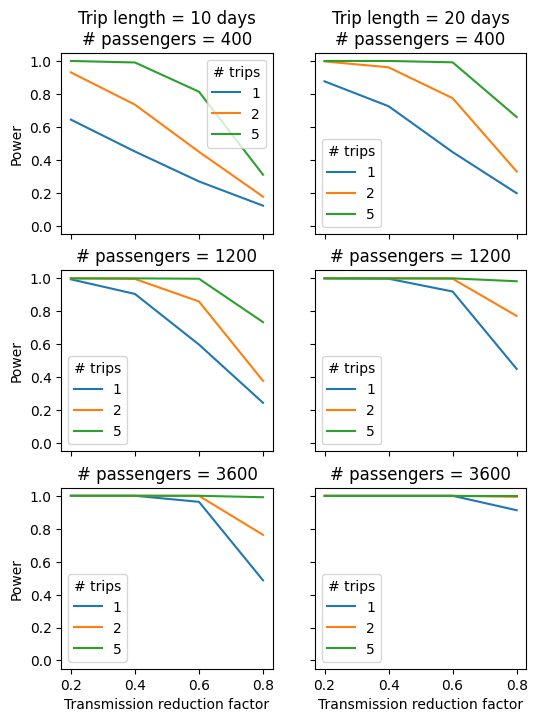 Trip length = 10 days
# passengers = 400
Trip length = 20 days
# passengers = 400
1.0
0.8
0.6
0.4
0.2
0.0
Power
# trips
1
2
5
# trips
1
2
5
# passengers = 1200
# passengers = 1200
1.0
0.8
0.6
0.4
0.2
0.0
Power
# trips
1
2
5
# trips
1
2
5
# passengers = 3600
# passengers = 3600
1.0
0.8
0.6
0.4
0.2
0.0
Power
# trips
1
2
5
# trips
1
2
5
0.2 0.4 0.6 0.8
Transmission reduction factor
0.2 0.4 0.6 0.8
Transmission reduction factor